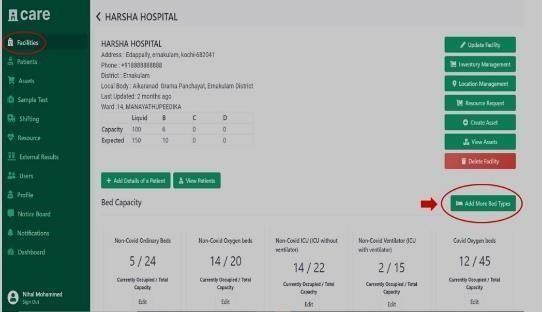 care
HARSHA HOSPITAL
Facilities
Patients
Assets
Sample Test
Shifting
Resource
External Results
Users
Profile
Notice Board
Notifications
Dashboard
Nihal Mohammed
Sign Out
HARSHA HOSPITAL
Address : Edappally, ernakulam, kochi-682041
Phone : +918888888888
District : Ernakulam
Local Body : Aikaranad Grama Panchayat, Ernakulam District
Last Updated: 2 months ago
Ward :14, MANAYATHUPEEDIKA
Liquid B C D
Capacity 100 6 0 0
Expected 150 10 0 0
Update Facility
Inventory Management
Location Management
Resource Request
Create Asset
View Assets
Delete Facility
+ Add Details of a Patient
View Patients
Bed Capacity
Add More Bed Types
Non-Covid Ordinary Beds
5 / 24
Currently Occupied / Total
Capacity
Edit
Non-Covid Oxygen beds
14 / 20
Currently Occupied / Total
Capacity
Edit
Non-Covid ICU (ICU without
ventilator)
14 / 22
Currently Occupied / Total
Capacity
Edit
Non-Covid Ventilator (ICU
with ventilator)
2 / 15
Currently Occupied / Total
Capacity
Edit
Covid Oxygen beds
12 / 45
Currently Occupied / Total
Capacity
Edit